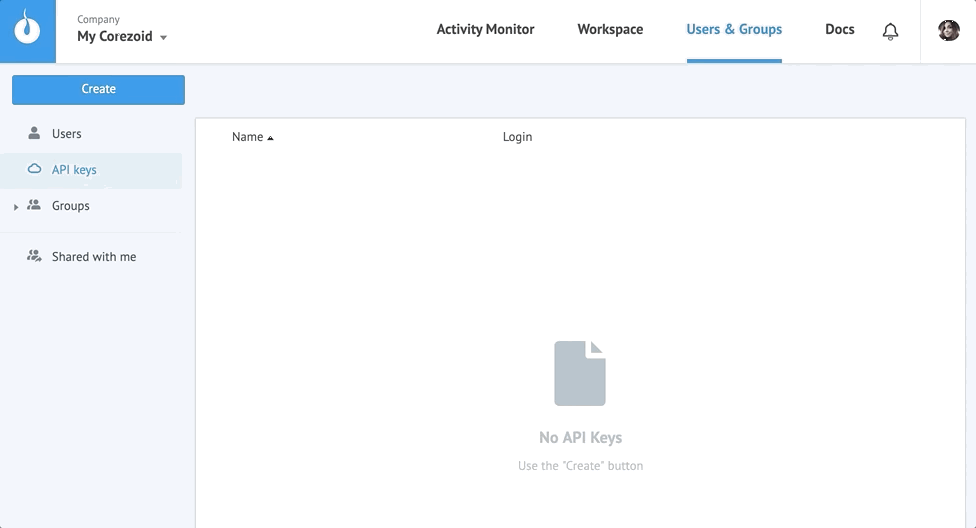 Company
My Corezoid
Activity Monitor
Workspace
Users & Groups
Docs
Create
Users
API keys
Groups
Shared with me
Name
Login
No API Keys
Use the "Create" button